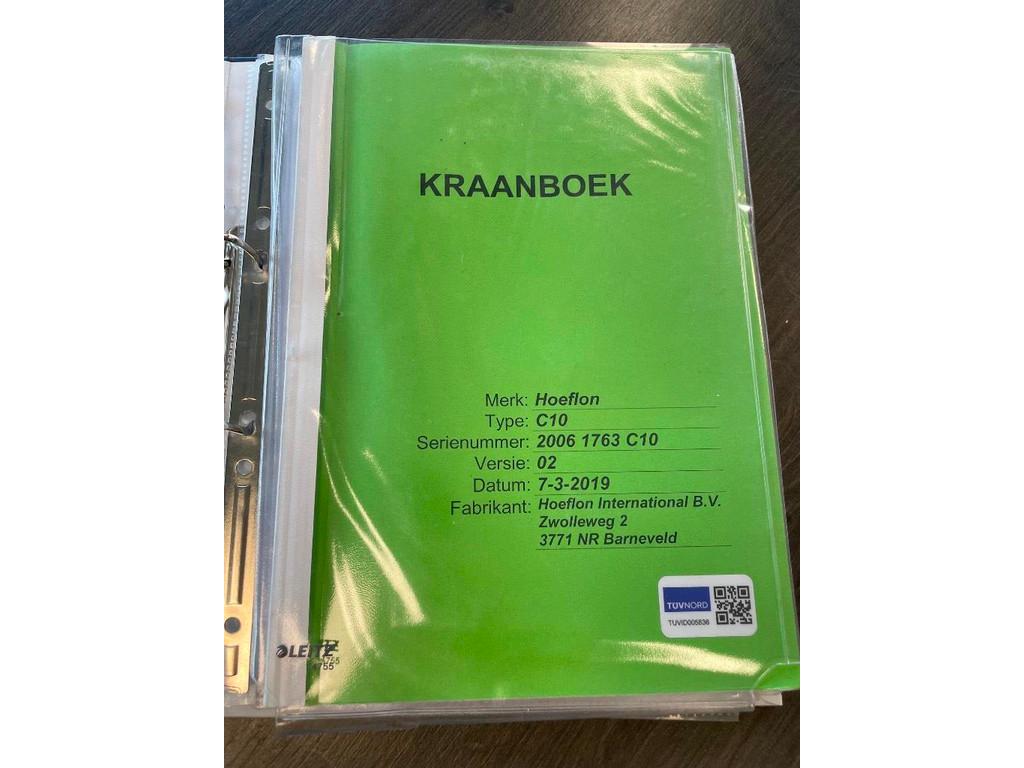 KRAANBOEK
Merk: Hoeflon
Type: C10
Serienummer: 2006 1763 C10
Versie: 02
Datum: 7-3-2019
Fabrikant: Hoeflon International B.V.
Zwolleweg 2
3771 NR Barneveld
TÜVNORD
TUVID005836
LEITZ
4755